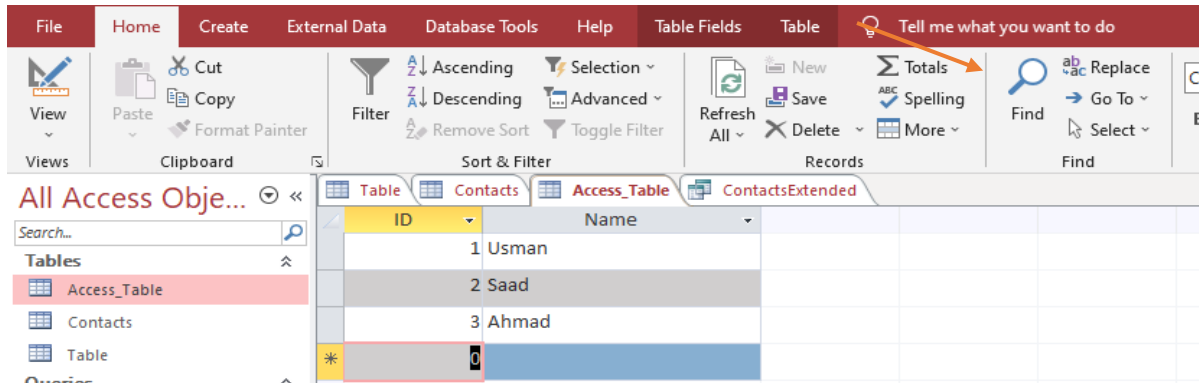 File Home Create External Data Database Tools Help Table Fields Table Tell me what you want to do
Cut Ascending Selection New Totals Replace
Copy Descending Advanced Save Spelling Go To
View Paste Format Painter Filter Remove Sort Toggle Filter Refresh All Delete More Find Select
Views Clipboard Sort & Filter Records Find
All Access Obje... Table Contacts Access_Table ContactsExtended
Search... ID Name
Tables 1 Usman
Access_Table 2 Saad
Contacts 3 Ahmad
Table 0
Queries